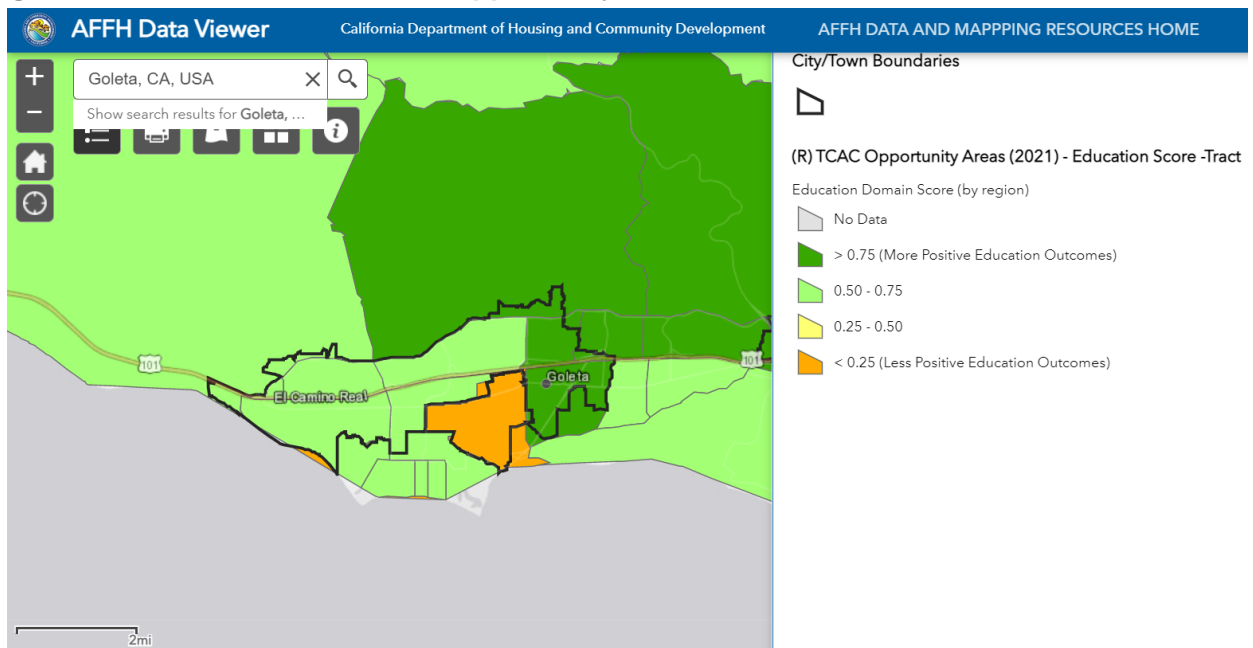 AFFH Data Viewer
California Department of Housing and Community Development
AFFH DATA AND MAPPPING RESOURCES HOME
+
Goleta, CA, USA
−
Show search results for Goleta, …
i
101
El Camino Real
Goleta
101
2mi
City/Town Boundaries
(R) TCAC Opportunity Areas (2021) - Education Score -Tract
Education Domain Score (by region)
No Data
> 0.75 (More Positive Education Outcomes)
0.50 - 0.75
0.25 - 0.50
< 0.25 (Less Positive Education Outcomes)